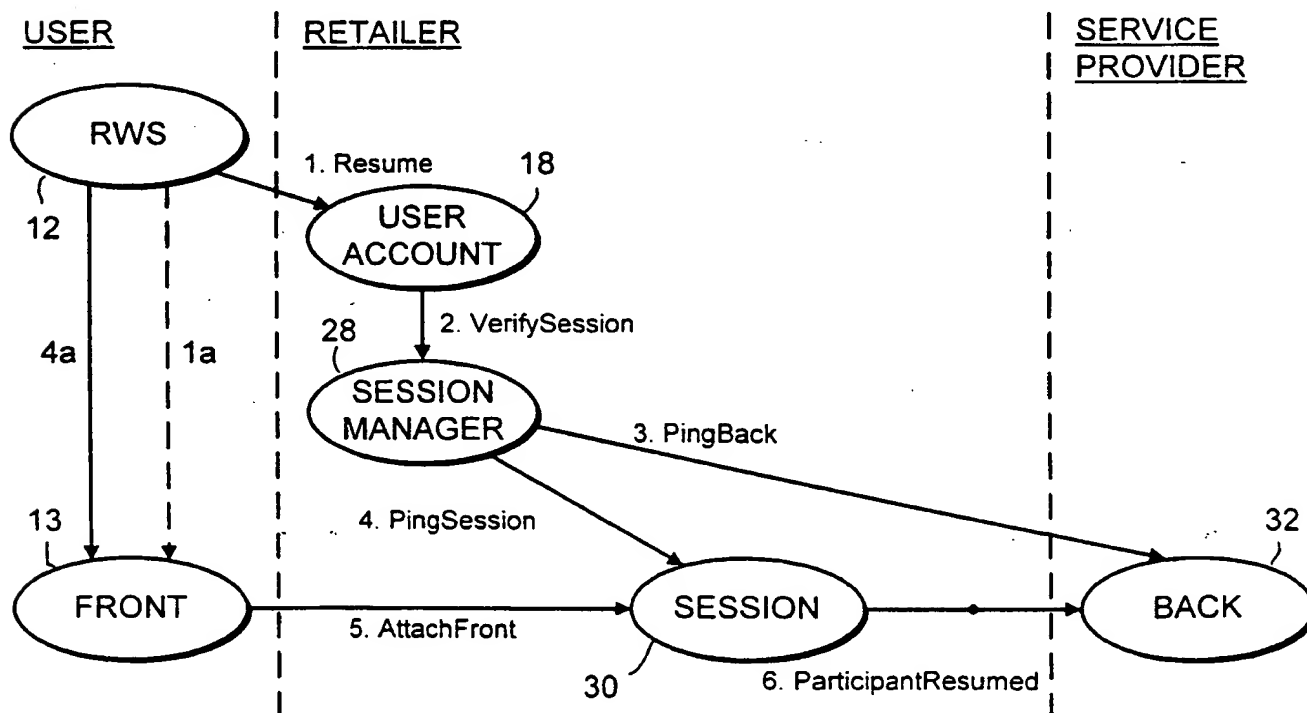 USER
RETAILER
SERVICE
PROVIDER
RWS
12
1. Resume
18
USER
ACCOUNT
4a
1a
2. VerifySession
28
SESSION
MANAGER
3. PingBack
4. PingSession
13
FRONT
5. AttachFront
SESSION
30
32
BACK
6. ParticipantResumed